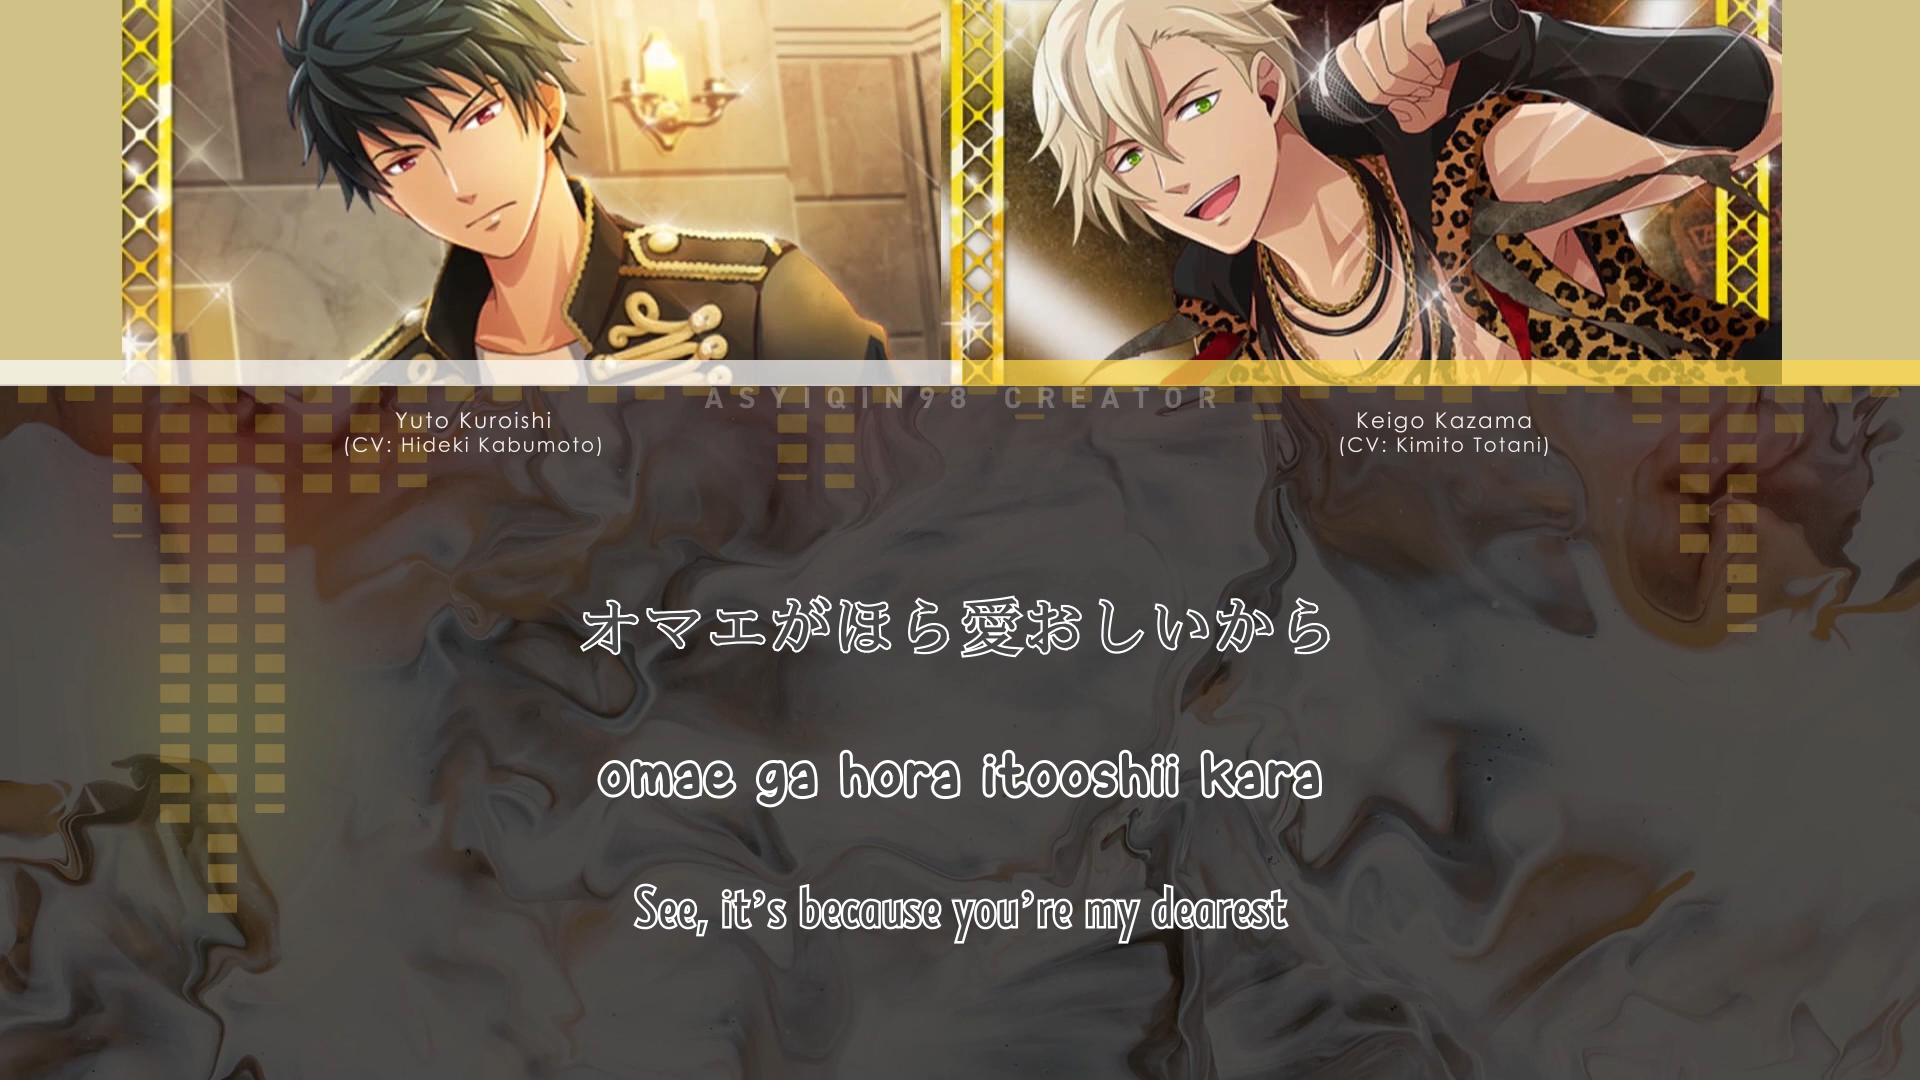 ASYIQIN98 CREATOR
Yuto Kuroishi
(CV: Hideki Kabumoto)
Keigo Kazama
(CV: Kimito Totani)
オマエがほら愛おしいから
omae ga hora itooshii kara
See, it's because you're my dearest